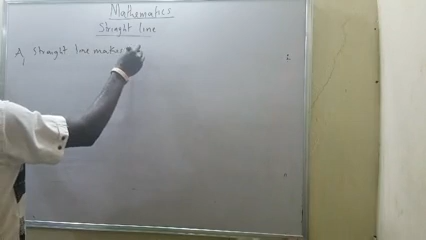 Mathematics
Straight line
A straight line makes